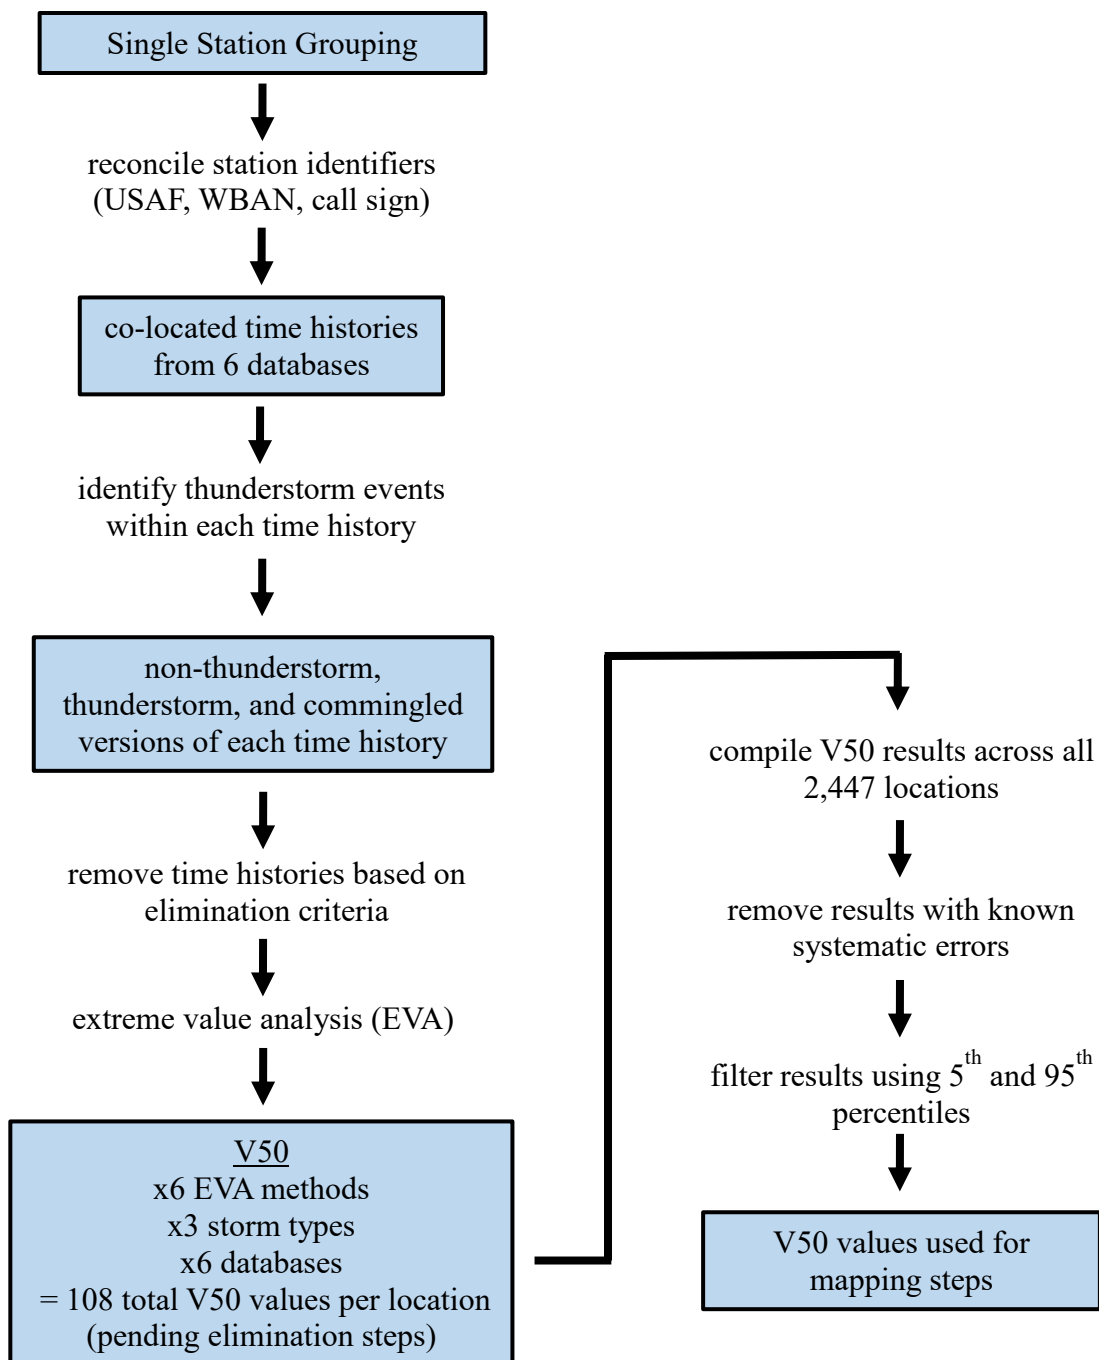 Single Station Grouping
reconcile station identifiers
(USAF, WBAN, call sign)
co-located time histories
from 6 databases
identify thunderstorm events
within each time history
non-thunderstorm,
thunderstorm, and commingled
versions of each time history
remove time histories based on
elimination criteria
extreme value analysis (EVA)
V50
x6 EVA methods
x3 storm types
x6 databases
= 108 total V50 values per location
(pending elimination steps)
compile V50 results across all
2,447 locations
remove results with known
systematic errors
filter results using 5th and 95th
percentiles
V50 values used for
mapping steps